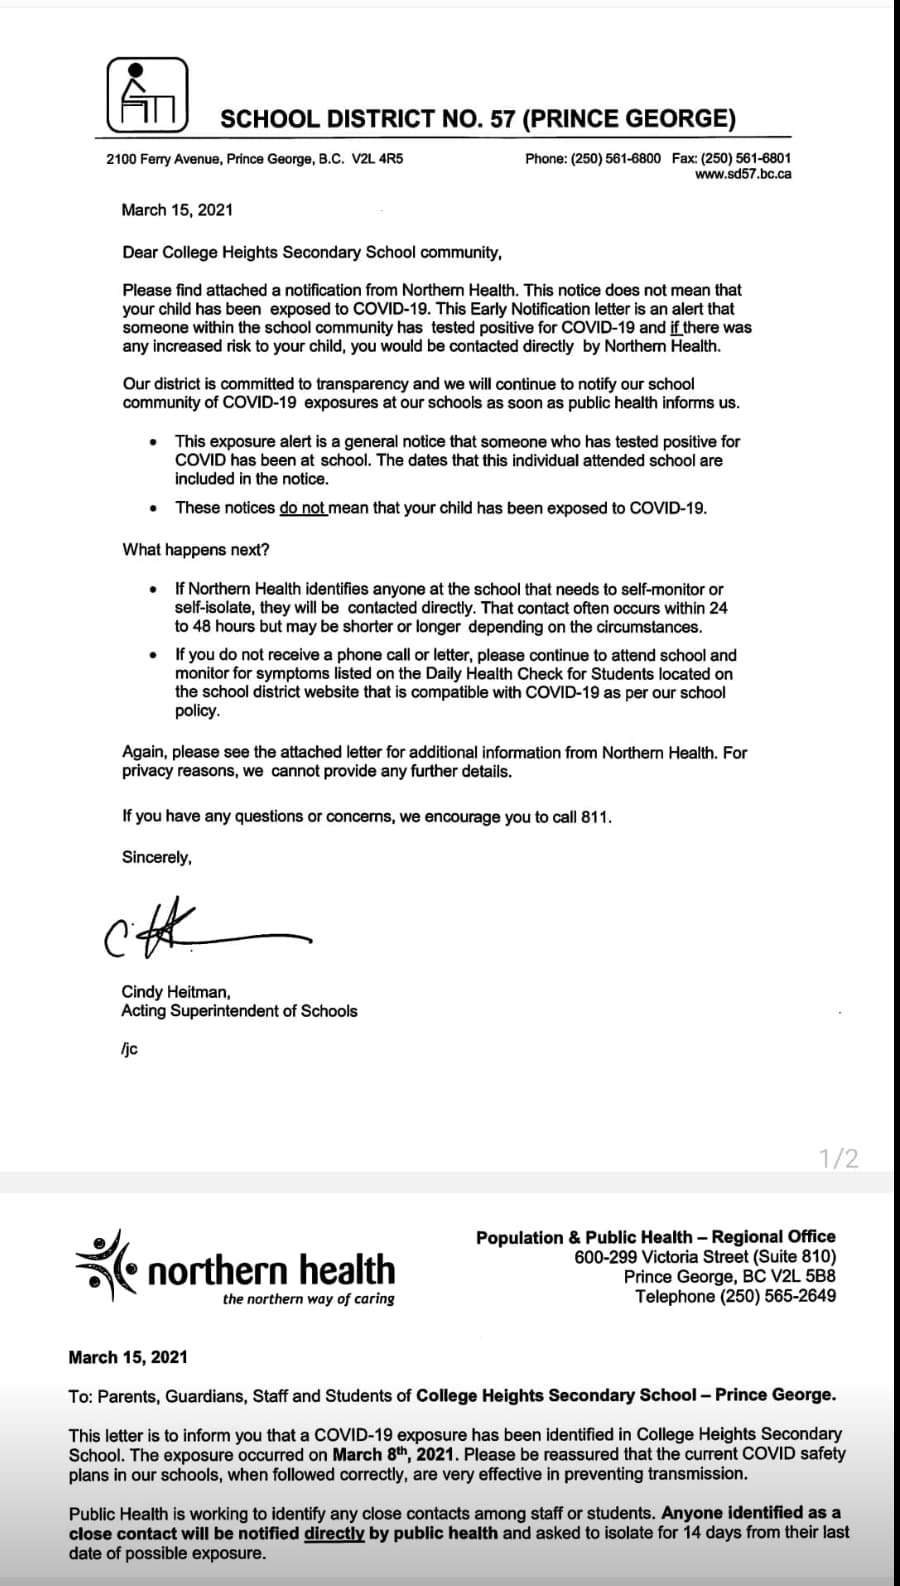 SCHOOL DISTRICT NO. 57 (PRINCE GEORGE)
2100 Ferry Avenue, Prince George, B.C. V2L 4R5
Phone: (250) 561-6800 Fax: (250) 561-6801
www.sd57.bc.ca
March 15, 2021
Dear College Heights Secondary School community,
Please find attached a notification from Northern Health. This notice does not mean that
your child has been exposed to COVID-19. This Early Notification letter is an alert that
someone within the school community has tested positive for COVID-19 and if there was
any increased risk to your child, you would be contacted directly by Northern Health.
Our district is committed to transparency and we will continue to notify our school
community of COVID-19 exposures at our schools as soon as public health informs us.
• This exposure alert is a general notice that someone who has tested positive for
COVID has been at school. The dates that this individual attended school are
included in the notice.
• These notices do not mean that your child has been exposed to COVID-19.
What happens next?
• If Northern Health identifies anyone at the school that needs to self-monitor or
self-isolate, they will be contacted directly. That contact often occurs within 24
to 48 hours but may be shorter or longer depending on the circumstances.
• If you do not receive a phone call or letter, please continue to attend school and
monitor for symptoms listed on the Daily Health Check for Students located on
the school district website that is compatible with COVID-19 as per our school
policy.
Again, please see the attached letter for additional information from Northern Health. For
privacy reasons, we cannot provide any further details.
If you have any questions or concerns, we encourage you to call 811.
Sincerely,
Cindy Heitman,
Acting Superintendent of Schools
/jc
1/2
northern health
the northern way of caring
Population & Public Health – Regional Office
600-299 Victoria Street (Suite 810)
Prince George, BC V2L 5B8
Telephone (250) 565-2649
March 15, 2021
To: Parents, Guardians, Staff and Students of College Heights Secondary School – Prince George.
This letter is to inform you that a COVID-19 exposure has been identified in College Heights Secondary
School. The exposure occurred on March 8th, 2021. Please be reassured that the current COVID safety
plans in our schools, when followed correctly, are very effective in preventing transmission.
Public Health is working to identify any close contacts among staff or students. Anyone identified as a
close contact will be notified directly by public health and asked to isolate for 14 days from their last
date of possible exposure.